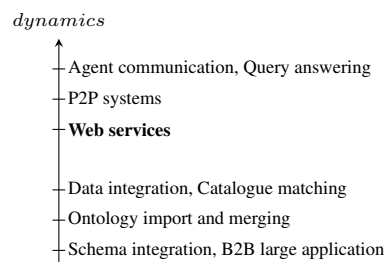 dynamics
Agent communication, Query answering
P2P systems
Web services
Data integration, Catalogue matching
Ontology import and merging
Schema integration, B2B large application